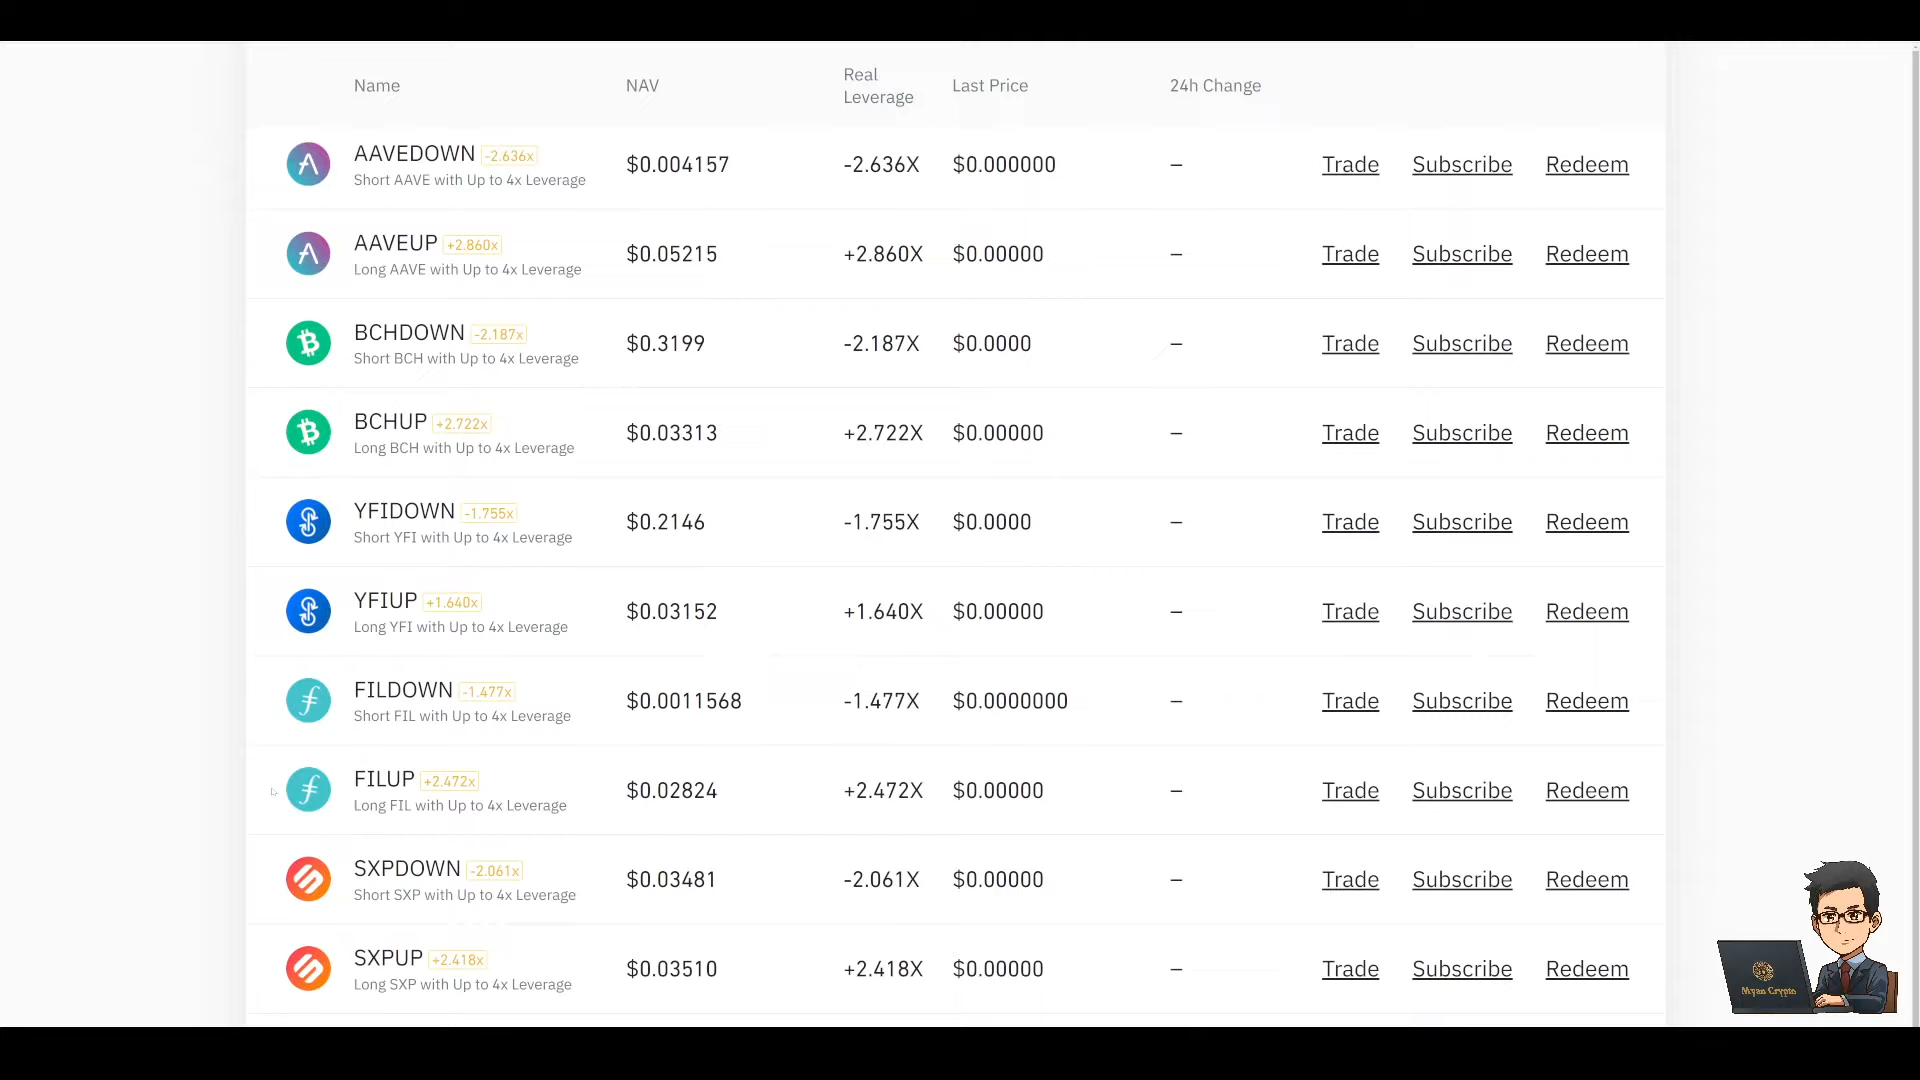 Name NAV Real Leverage Last Price 24h Change
AAVEDOWN -2.636x $0.004157 -2.636X $0.000000 – Trade Subscribe Redeem
Short AAVE with Up to 4x Leverage
AAVEUP +2.860x $0.05215 +2.860X $0.00000 – Trade Subscribe Redeem
Long AAVE with Up to 4x Leverage
BCHDOWN -2.187x $0.3199 -2.187X $0.0000 – Trade Subscribe Redeem
Short BCH with Up to 4x Leverage
BCHUP +2.722x $0.03313 +2.722X $0.00000 – Trade Subscribe Redeem
Long BCH with Up to 4x Leverage
YFIDOWN -1.755x $0.2146 -1.755X $0.0000 – Trade Subscribe Redeem
Short YFI with Up to 4x Leverage
YFIUP +1.640x $0.03152 +1.640X $0.00000 – Trade Subscribe Redeem
Long YFI with Up to 4x Leverage
FILDOWN -1.477x $0.0011568 -1.477X $0.0000000 – Trade Subscribe Redeem
Short FIL with Up to 4x Leverage
FILUP +2.472x $0.02824 +2.472X $0.00000 – Trade Subscribe Redeem
Long FIL with Up to 4x Leverage
SXPDOWN -2.061x $0.03481 -2.061X $0.00000 – Trade Subscribe Redeem
Short SXP with Up to 4x Leverage
SXPUP +2.418x $0.03510 +2.418X $0.00000 – Trade Subscribe Redeem
Long SXP with Up to 4x Leverage
Myan Crypto